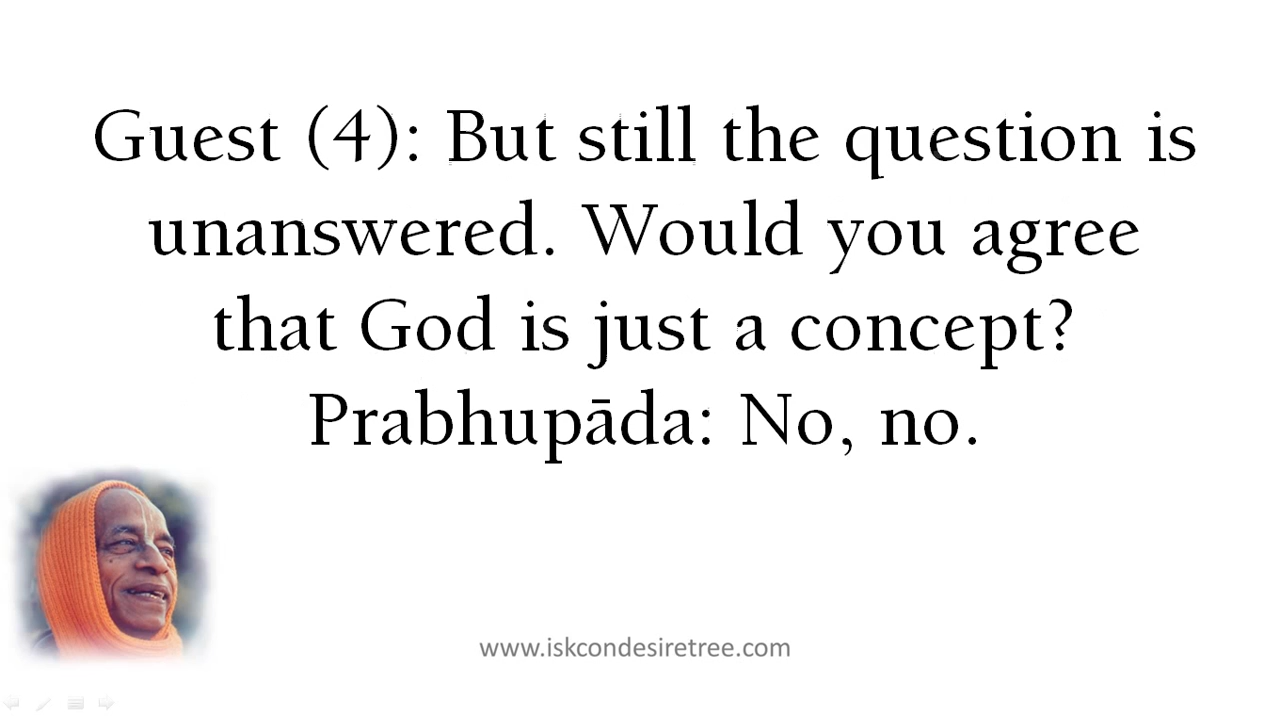 Guest (4): But still the question is
unanswered. Would you agree
that God is just a concept?
Prabhupāda: No, no.
www.iskcondesiretree.com